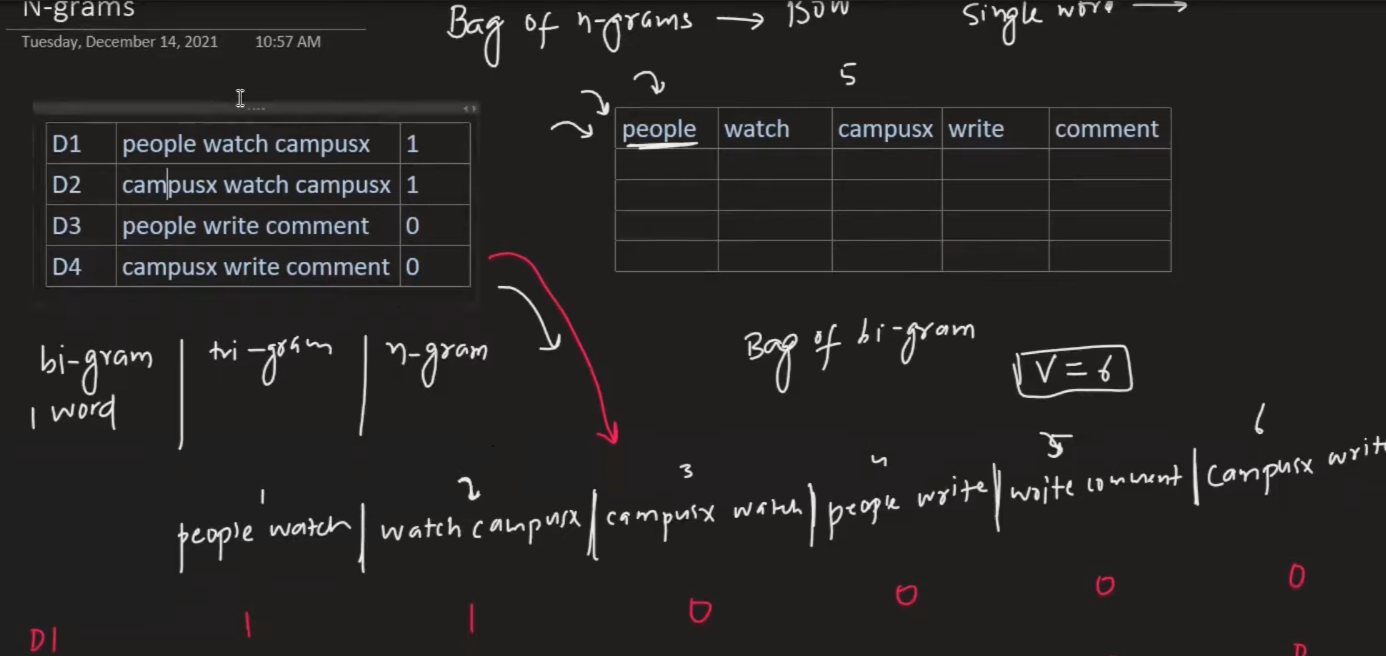 N-grams
Tuesday, December 14, 2021 10:57 AM
Bag of n-grams → BOW single word →
5
D1 people watch campusx 1
D2 campusx watch campusx 1
D3 people write comment 0
D4 campusx write comment 0
people watch campusx write comment
bi-gram | tri-gram | n-gram
1 word
Bag of bi-gram
V = 6
1 2 3 4 5 6
people watch | watch campusx | campusx watch | people write | write comment | campusx write
D1 1 1 0 0 0 0